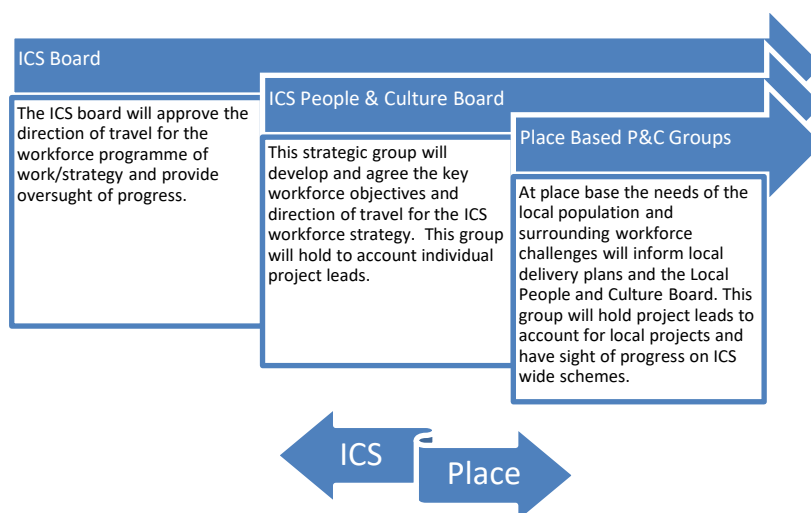 ICS Board
The ICS board will approve the
direction of travel for the
workforce programme of
work/strategy and provide
oversught of progress.
ICS People & Culture Board
This strategic group will
develop and agree the key
workforce objectives and
direction of travel for the ICS
workforce strategy.  This group
will hold to account individual
project leads.
Place Based P&C Groups
At place base the needs of the
local population and
surrounding workforce
challenges will inform local
delivery plans and the Local
People and Culture Board. This
group will hold project leads to
account for local projects and
have sight of progress on ICS
wide schemes.
ICS
Place